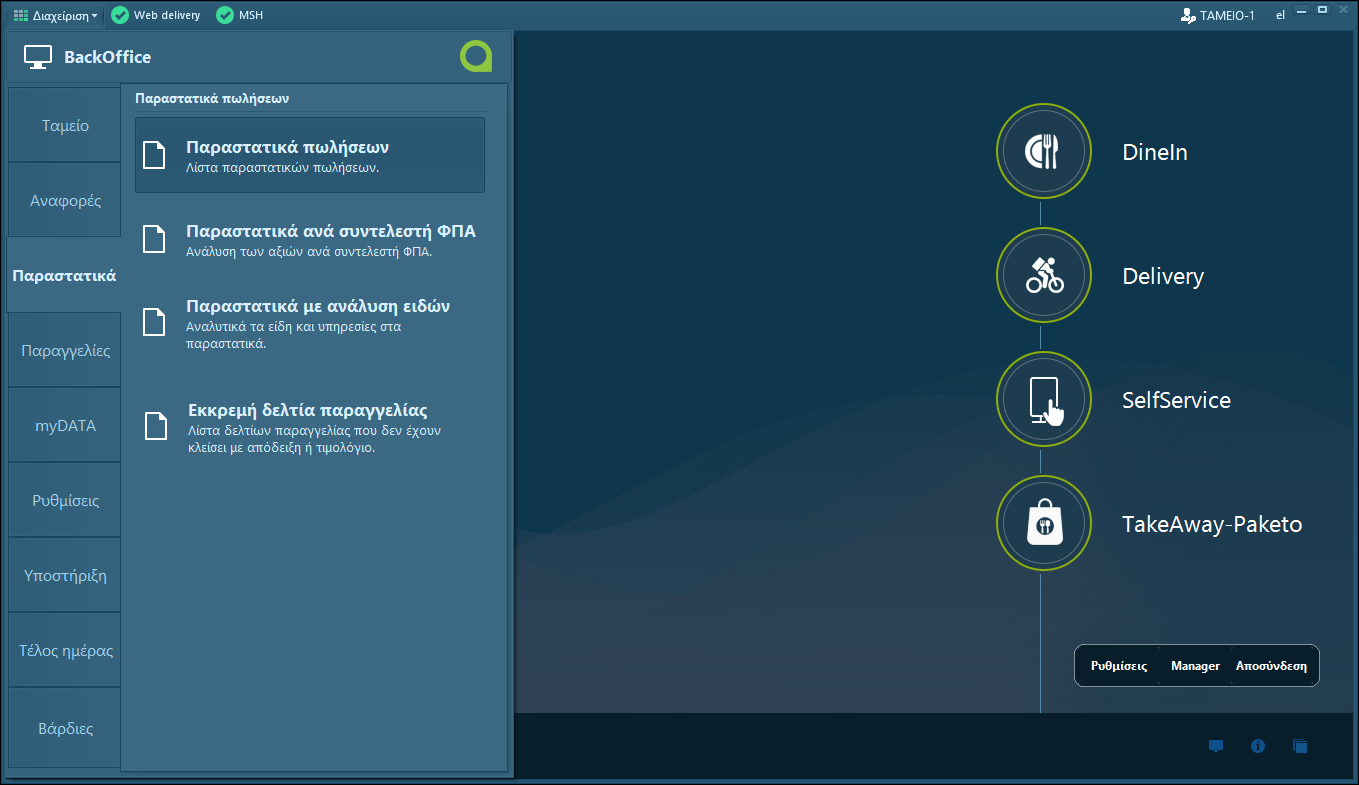 Διαχείριση
Web delivery
MSH
ΤΑΜΕΙΟ-1
el
BackOffice
Ταμείο
Αναφορές
Παραστατικά
Παραγγελίες
myDATA
Ρυθμίσεις
Υποστήριξη
Τέλος ημέρας
Βάρδιες
Παραστατικά πωλήσεων
Παραστατικά πωλήσεων
Λίστα παραστατικών πωλήσεων.
Παραστατικά ανά συντελεστή ΦΠΑ
Ανάλυση των αξιών ανά συντελεστή ΦΠΑ.
Παραστατικά με ανάλυση ειδών
Αναλυτικά τα είδη και υπηρεσίες στα
παραστατικά.
Εκκρεμή δελτία παραγγελίας
Λίστα δελτίων παραγγελίας που δεν έχουν
κλείσει με απόδειξη ή τιμολόγιο.
DineIn
Delivery
SelfService
TakeAway-Paketo
Ρυθμίσεις
Manager
Αποσύνδεση